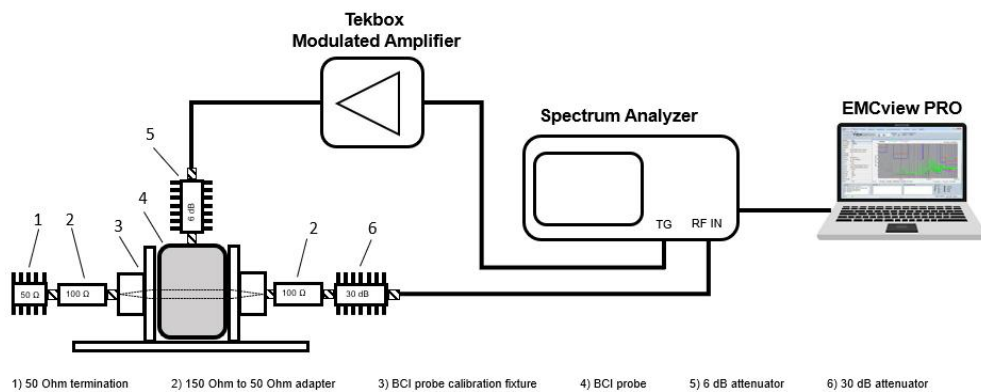 Tekbox
Modulated Amplifier
Spectrum Analyzer
EMCview PRO
5
6 dB
4
TG
RF IN
1
2
3
2
6
50 Ω
100 Ω
100 Ω
30 dB
1) 50 Ohm termination
2) 150 Ohm to 50 Ohm adapter
3) BCI probe calibration fixture
4) BCI probe
5) 6 dB attenuator
6) 30 dB attenuator